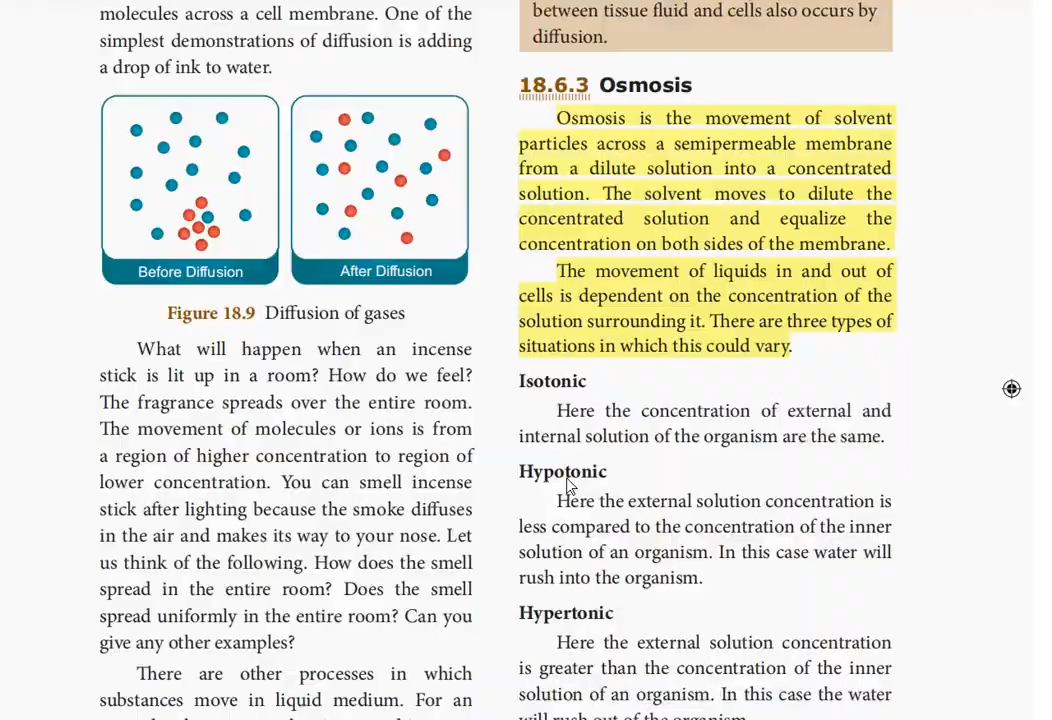 molecules across a cell membrane. One of the
simplest demonstrations of diffusion is adding
a drop of ink to water.
Before Diffusion
After Diffusion
Figure 18.9 Diffusion of gases
What will happen when an incense
stick is lit up in a room? How do we feel?
The fragrance spreads over the entire room.
The movement of molecules or ions is from
a region of higher concentration to region of
lower concentration. You can smell incense
stick after lighting because the smoke diffuses
in the air and makes its way to your nose. Let
us think of the following. How does the smell
spread in the entire room? Does the smell
spread uniformly in the entire room? Can you
give any other examples?
There are other processes in which
substances move in liquid medium. For an
between tissue fluid and cells also occurs by
diffusion.
18.6.3 Osmosis
Osmosis is the movement of solvent
particles across a semipermeable membrane
from a dilute solution into a concentrated
solution. The solvent moves to dilute the
concentrated solution and equalize the
concentration on both sides of the membrane.
The movement of liquids in and out of
cells is dependent on the concentration of the
solution surrounding it. There are three types of
situations in which this could vary.
Isotonic
Here the concentration of external and
internal solution of the organism are the same.
Hypotonic
Here the external solution concentration is
less compared to the concentration of the inner
solution of an organism. In this case water will
rush into the organism.
Hypertonic
Here the external solution concentration
is greater than the concentration of the inner
solution of an organism. In this case the water
will rush out of the organism.